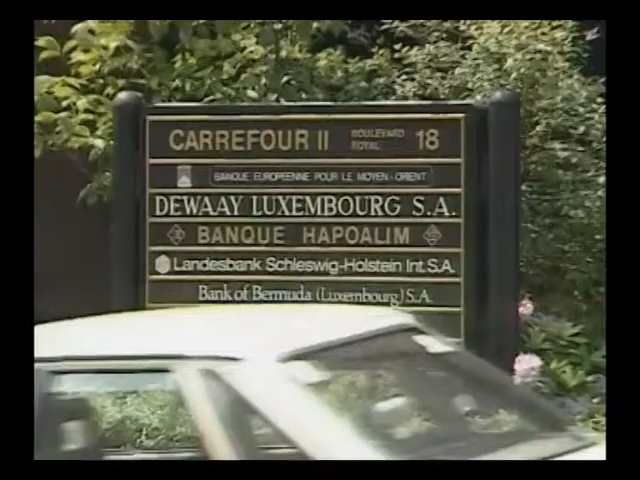 CARREFOUR II BOULEVARD ROYAL 18
BANQUE EUROPEENNE POUR LE MOYEN-ORIENT
DEWAAY LUXEMBOURG S.A.
BANQUE HAPOALIM
Landesbank Schleswig-Holstein Int. S.A.
Bank of Bermuda (Luxembourg) S.A.